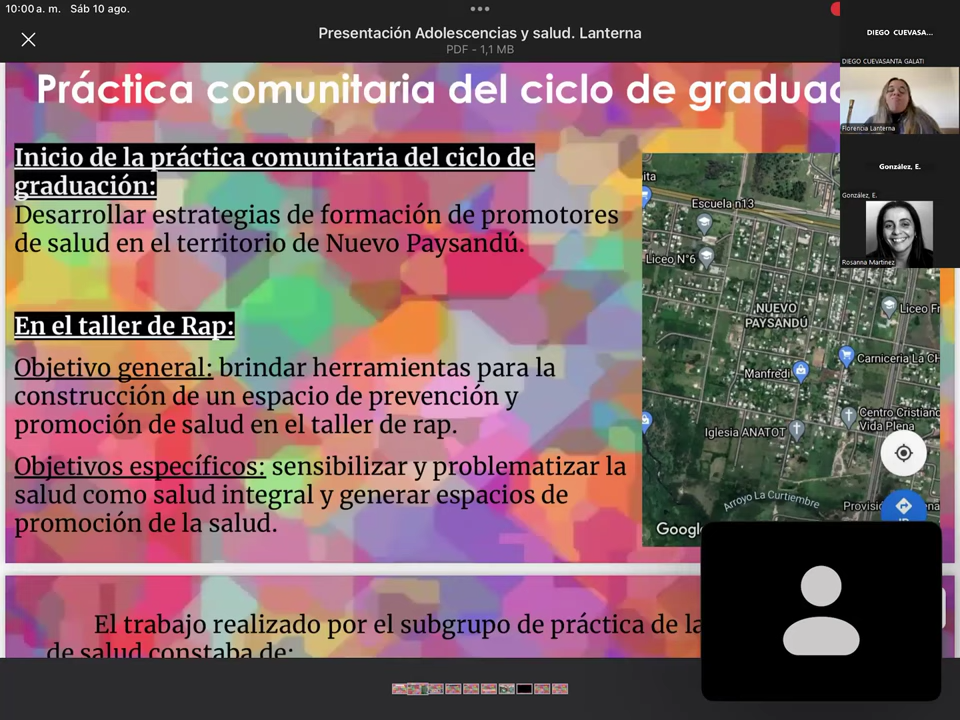 10:00 a. m. Sáb 10 ago.
Presentación Adolescencias y salud. Lanterna
PDF - 1,1 MB
DIEGO CUEVASA...
DIEGO CUEVASANTA GALATI
Florencia Lanterna
González, E.
González, E.
Rosanna Martinez
Práctica comunitaria del ciclo de
Inicio de la práctica comunitaria del ciclo de
graduación:
Desarrollar estrategias de formación de promotores
de salud en el territorio de Nuevo Paysandú.
En el taller de Rap:
Objetivo general: brindar herramientas para la
construcción de un espacio de prevención y
promoción de salud en el taller de rap.
Objetivos específicos: sensibilizar y problematizar la
salud como salud integral y generar espacios de
promoción de la salud.
Escuela n13
Liceo N°6
NUEVO
PAYSANDÚ
Liceo
Manfredi
Carniceria La
Centro Cristiano
Vida Plena
Iglesia ANATOT
Arroyo La Curtiembre
El trabajo realizado por el subgrupo de práctica de la
de salud constaba de: